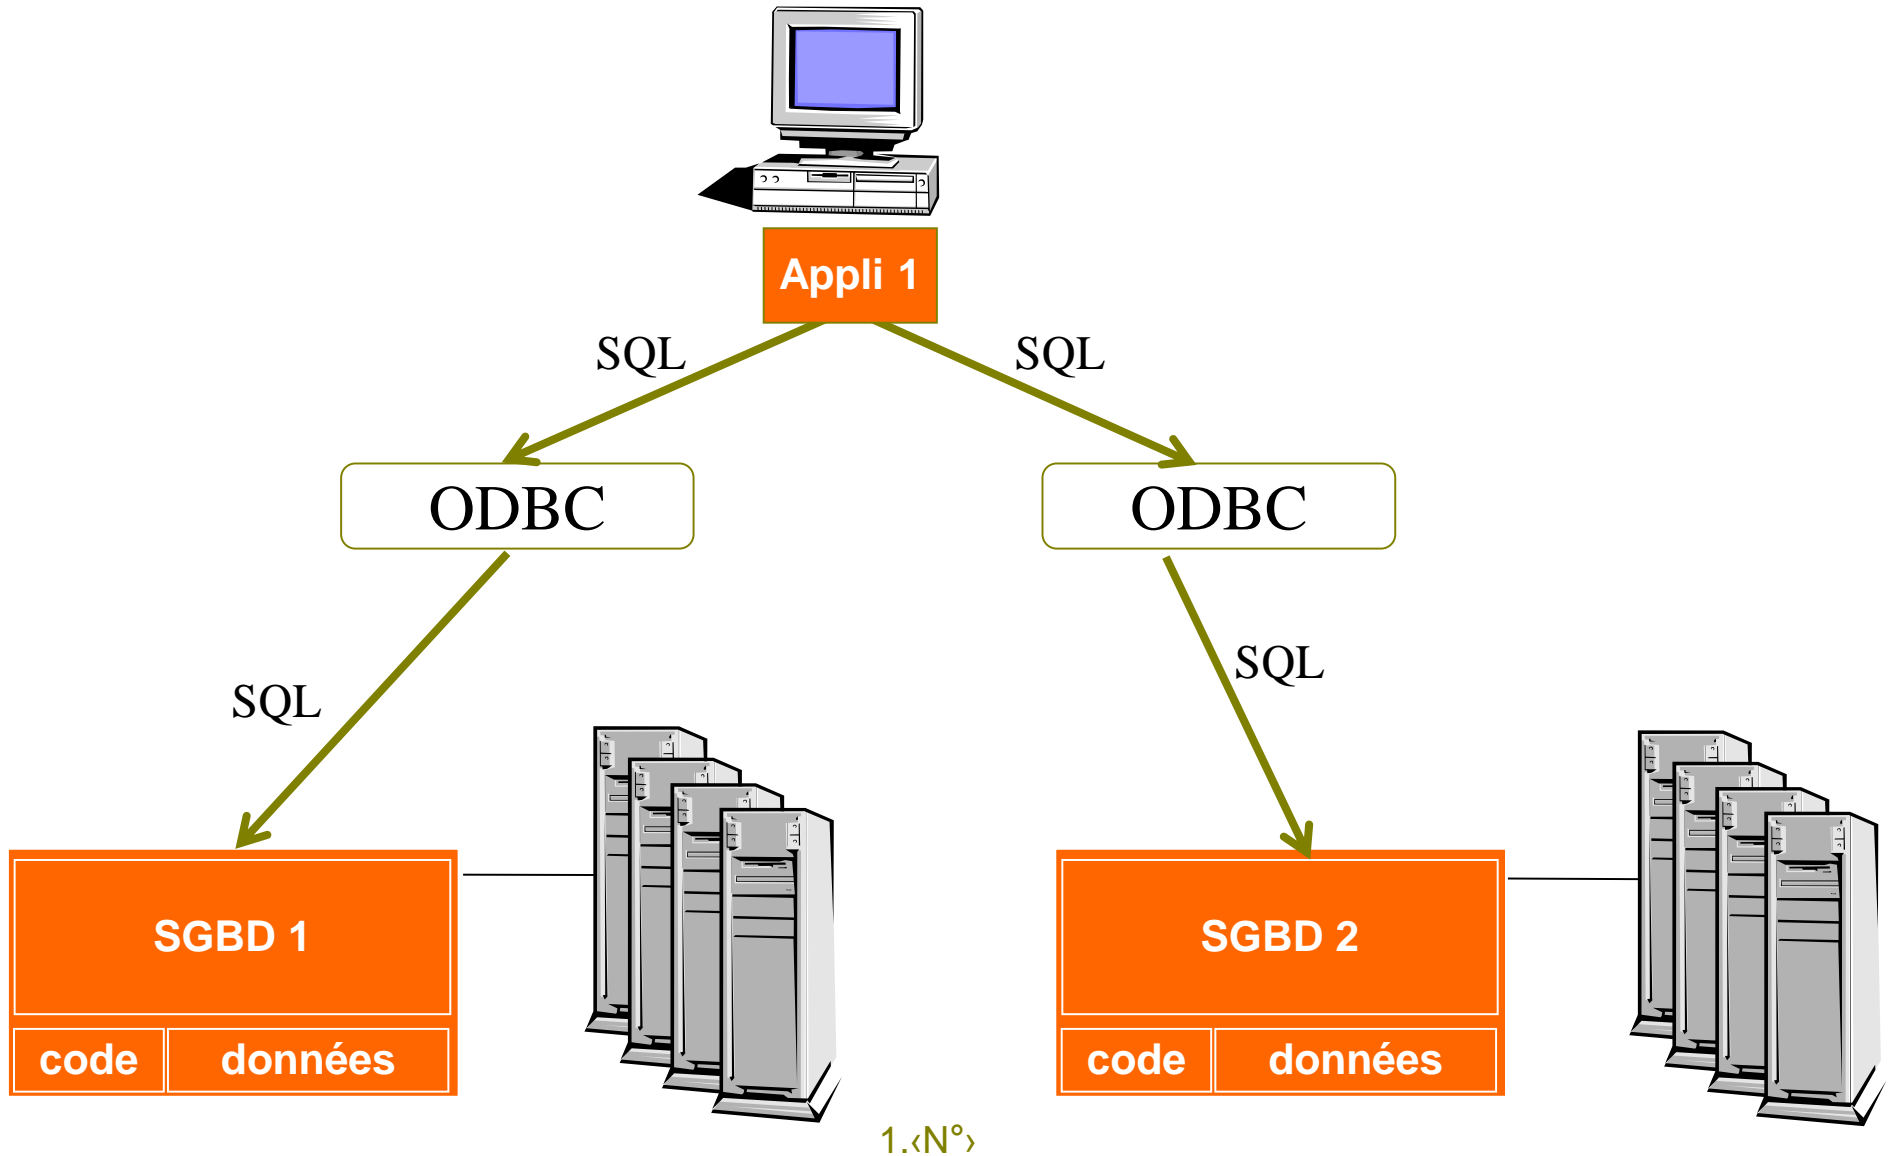 Appli 1
SQL
SQL
ODBC
ODBC
SQL
SQL
SGBD 1
SGBD 2
code
données
code
données
1.‹N°›